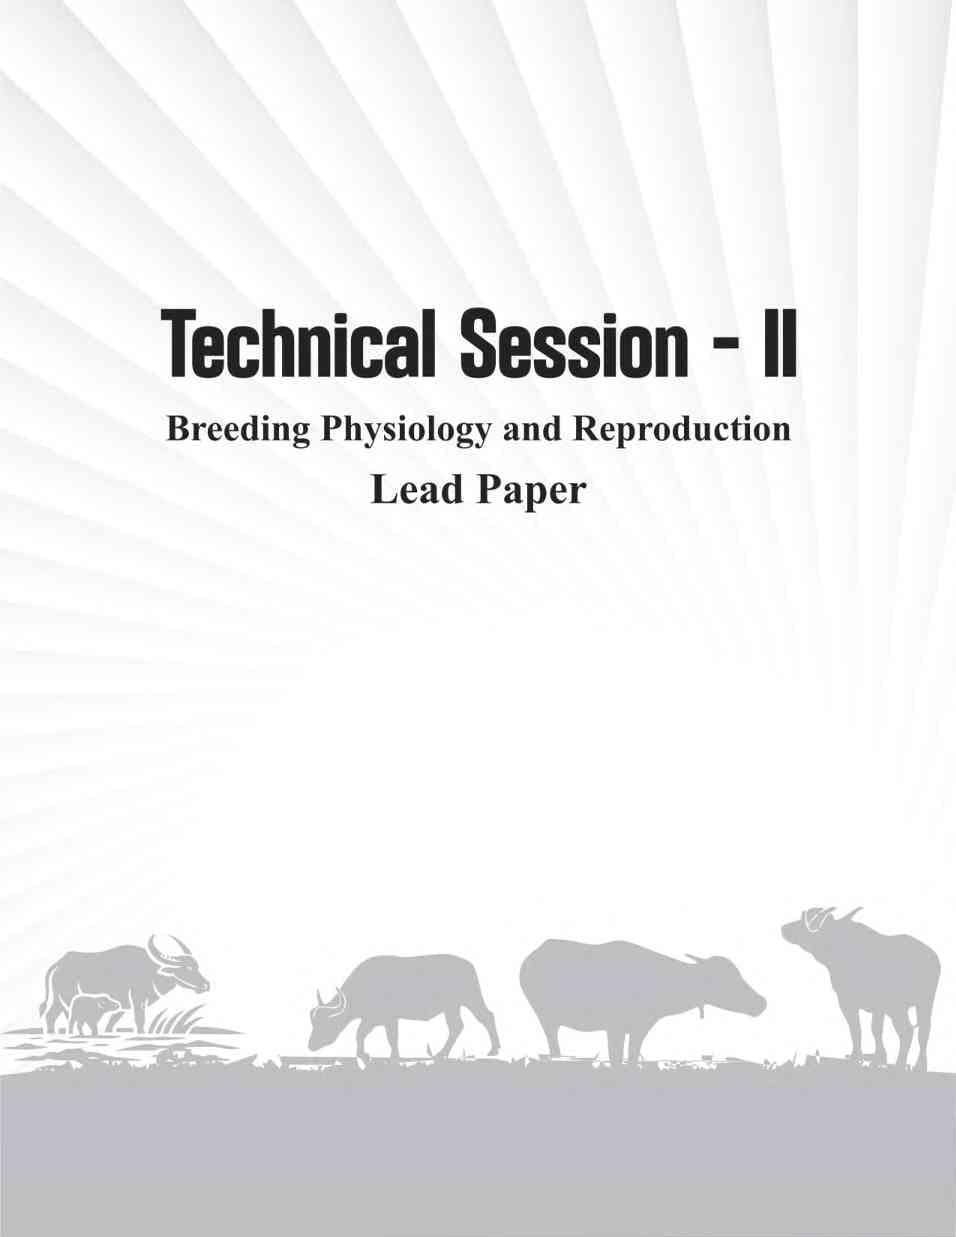 Technical Session - II
Breeding Physiology and Reproduction
Lead Paper